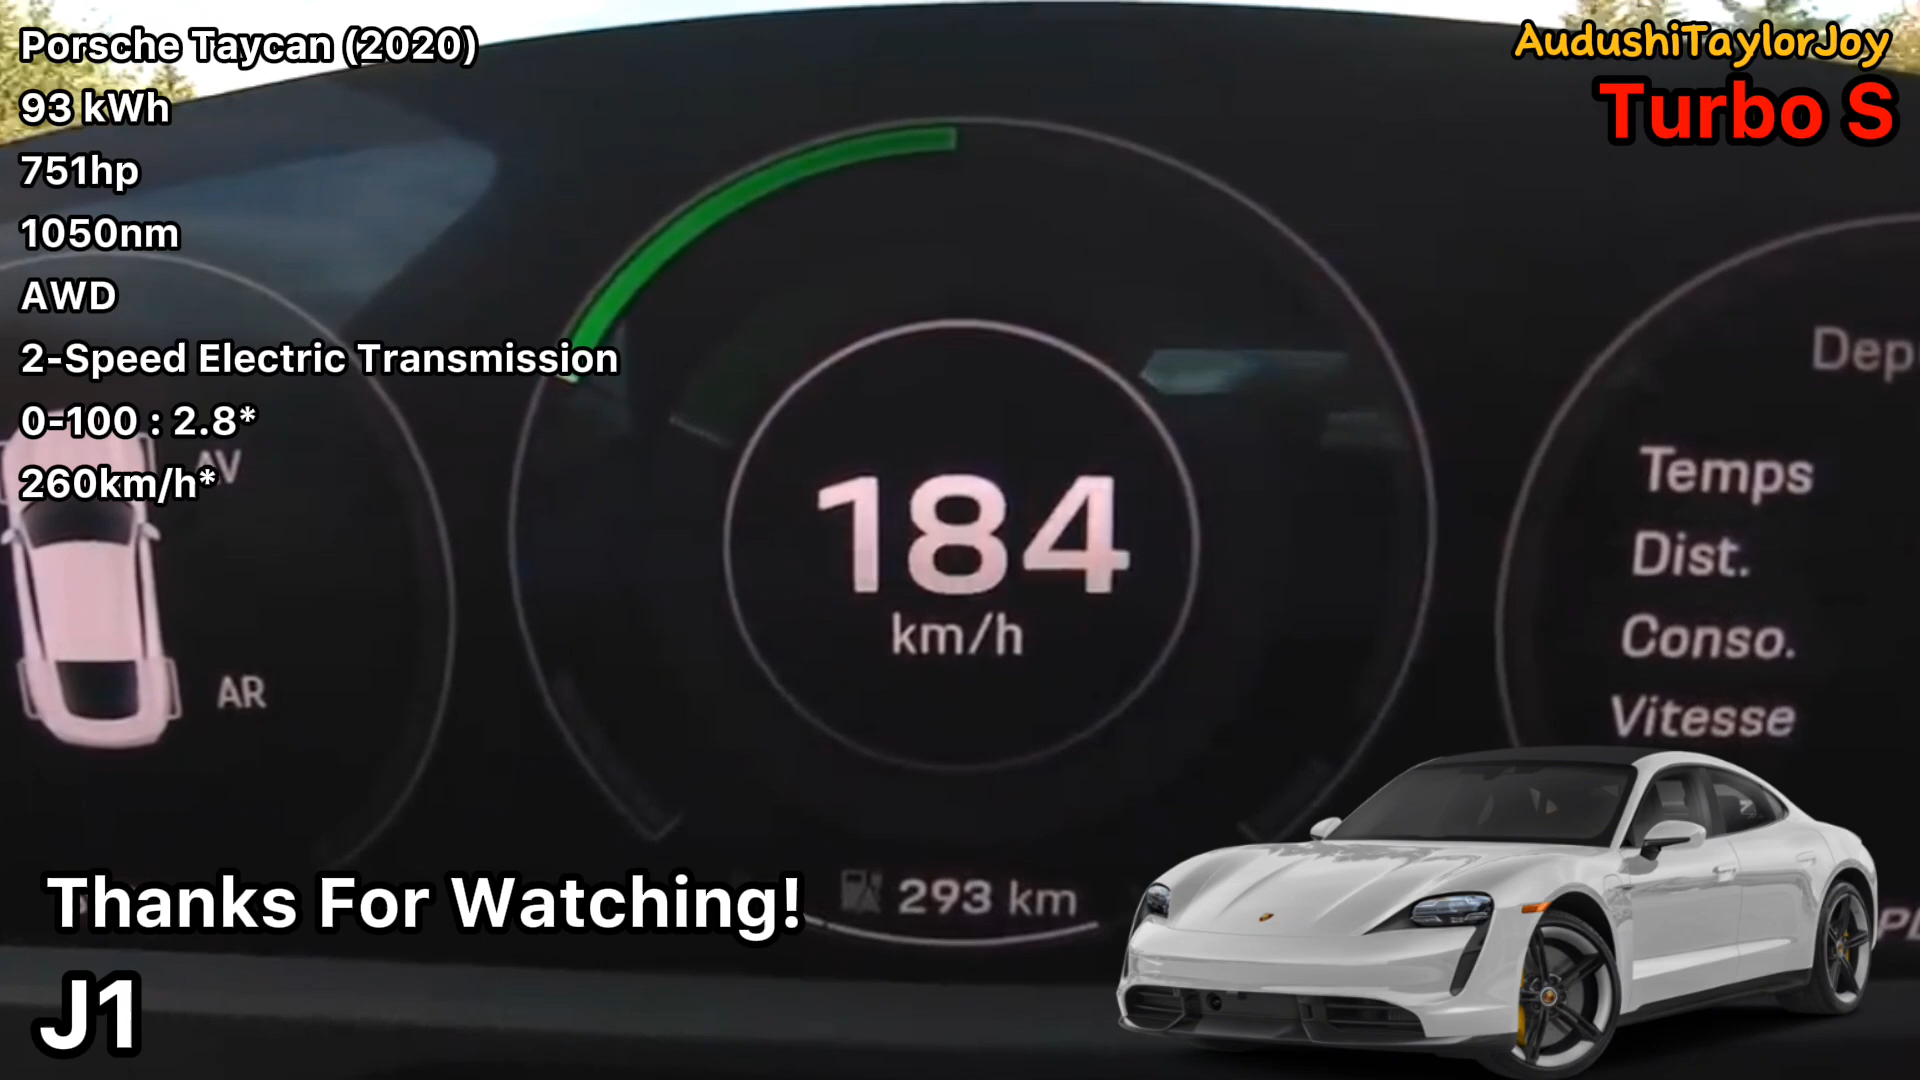 Porsche Taycan (2020)
93 kWh
751hp
1050nm
AWD
2-Speed Electric Transmission
0-100 : 2.8*
260km/h*
AudushiTaylorJoy
Turbo S
AV
AR
184
km/h
293 km
Dep
Temps
Dist.
Conso.
Vitesse
Thanks For Watching!
J1